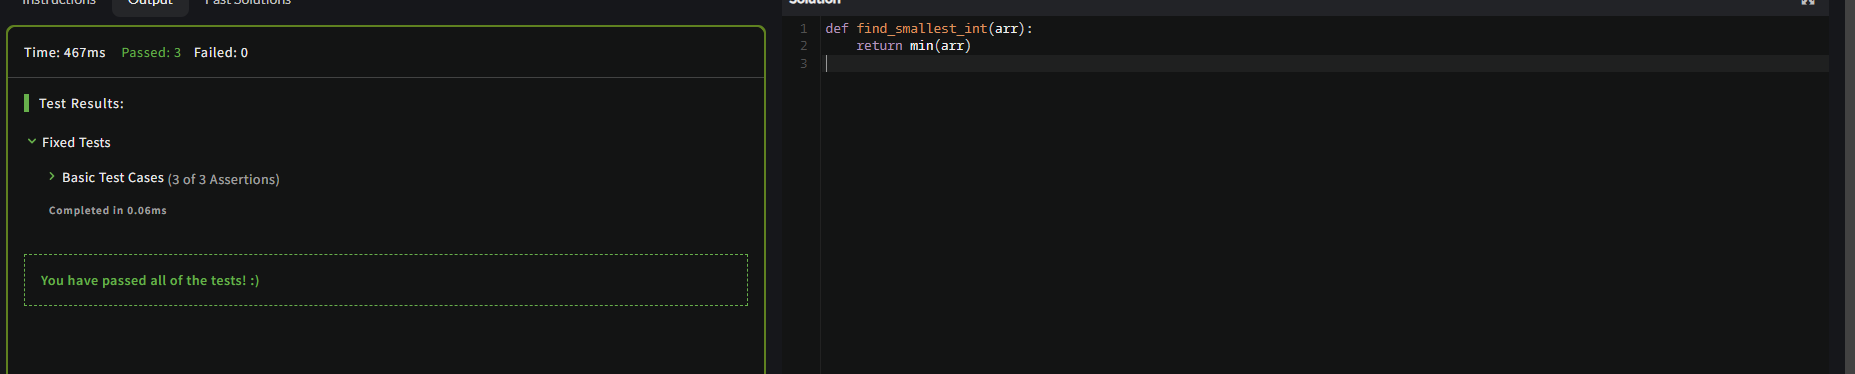 Instructions Output Past Solutions
Time: 467ms Passed: 3 Failed: 0
Test Results:
Fixed Tests
Basic Test Cases (3 of 3 Assertions)
Completed in 0.06ms
You have passed all of the tests! :)
Solution
1 def find_smallest_int(arr):
2     return min(arr)
3